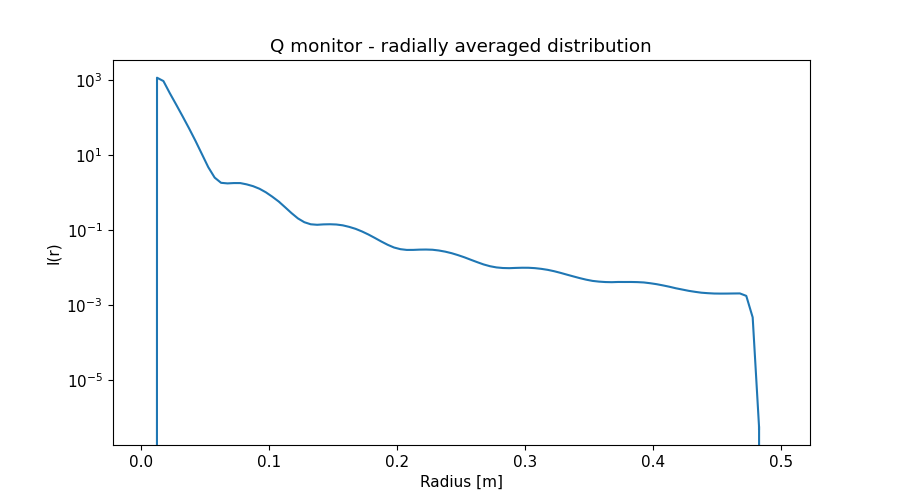 Q monitor - radially averaged distribution
10³
10¹
10⁻¹
10⁻³
10⁻⁵
I(r)
0.0 0.1 0.2 0.3 0.4 0.5
Radius [m]